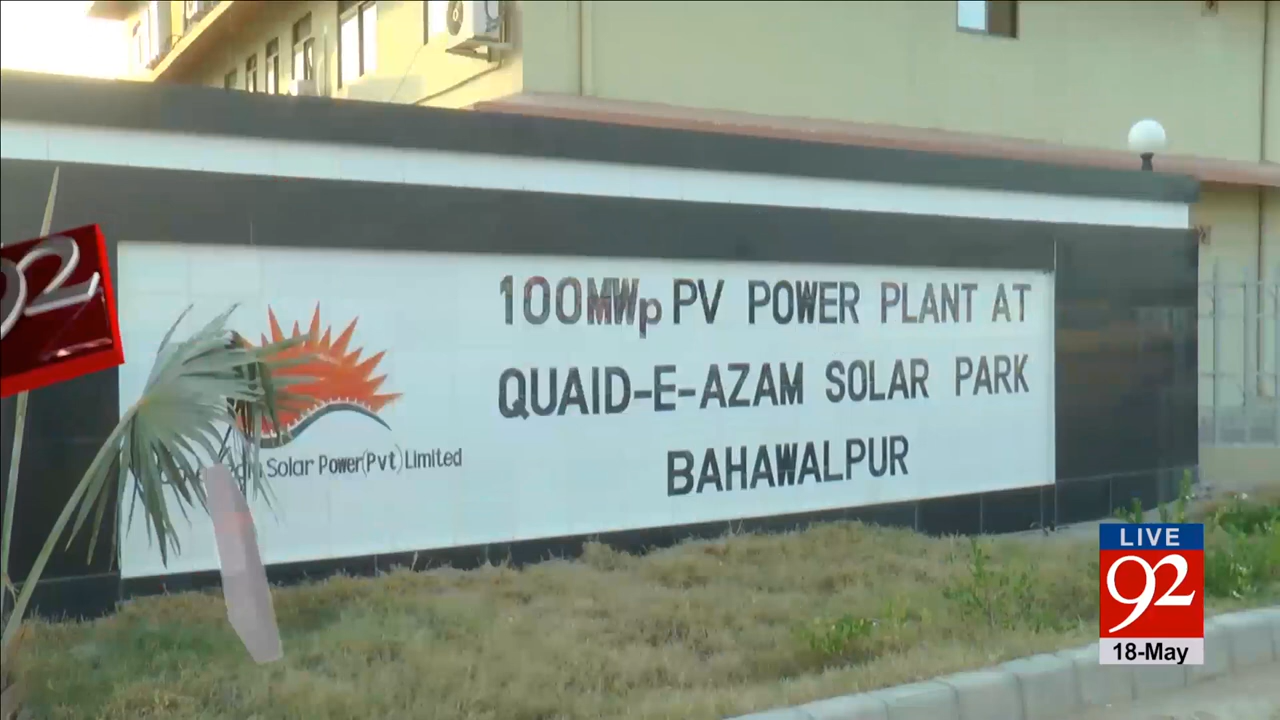 92
100MWp PV POWER PLANT AT
QUAID-E-AZAM SOLAR PARK
BAHAWALPUR
Solar Power(Pvt) Limited
LIVE
92
18-May